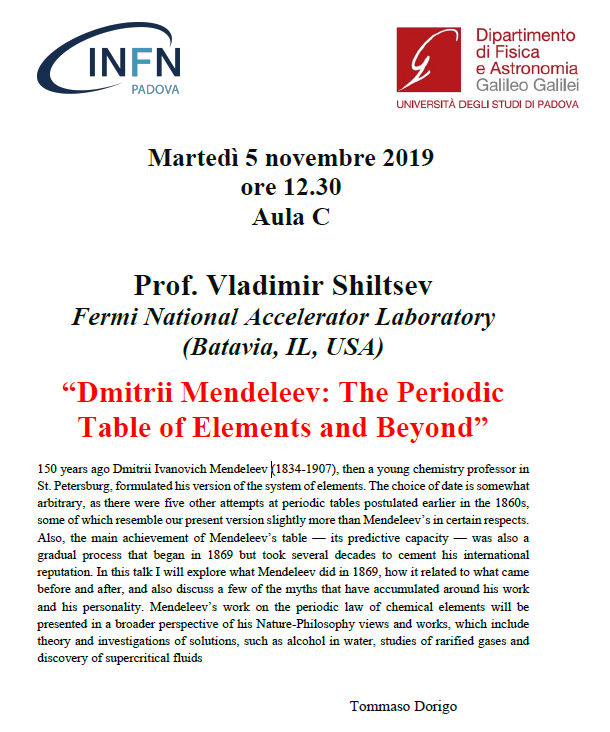 INFN
PADOVA
Dipartimento
di Fisica
e Astronomia
Galileo Galilei
UNIVERSITÀ DEGLI STUDI DI PADOVA
Martedì 5 novembre 2019
ore 12.30
Aula C
Prof. Vladimir Shiltsev
Fermi National Accelerator Laboratory
(Batavia, IL, USA)
“Dmitrii Mendeleev: The Periodic
Table of Elements and Beyond”
150 years ago Dmitrii Ivanovich Mendeleev (1834-1907), then a young chemistry professor in
St. Petersburg, formulated his version of the system of elements. The choice of date is somewhat
arbitrary, as there were five other attempts at periodic tables postulated earlier in the 1860s,
some of which resemble our present version slightly more than Mendeleev’s in certain respects.
Also, the main achievement of Mendeleev’s table — its predictive capacity — was also a
gradual process that began in 1869 but took several decades to cement his international
reputation. In this talk I will explore what Mendeleev did in 1869, how it related to what came
before and after, and also discuss a few of the myths that have accumulated around his work
and his personality. Mendeleev’s work on the periodic law of chemical elements will be
presented in a broader perspective of his Nature-Philosophy views and works, which include
theory and investigations of solutions, such as alcohol in water, studies of rarified gases and
discovery of supercritical fluids
Tommaso Dorigo